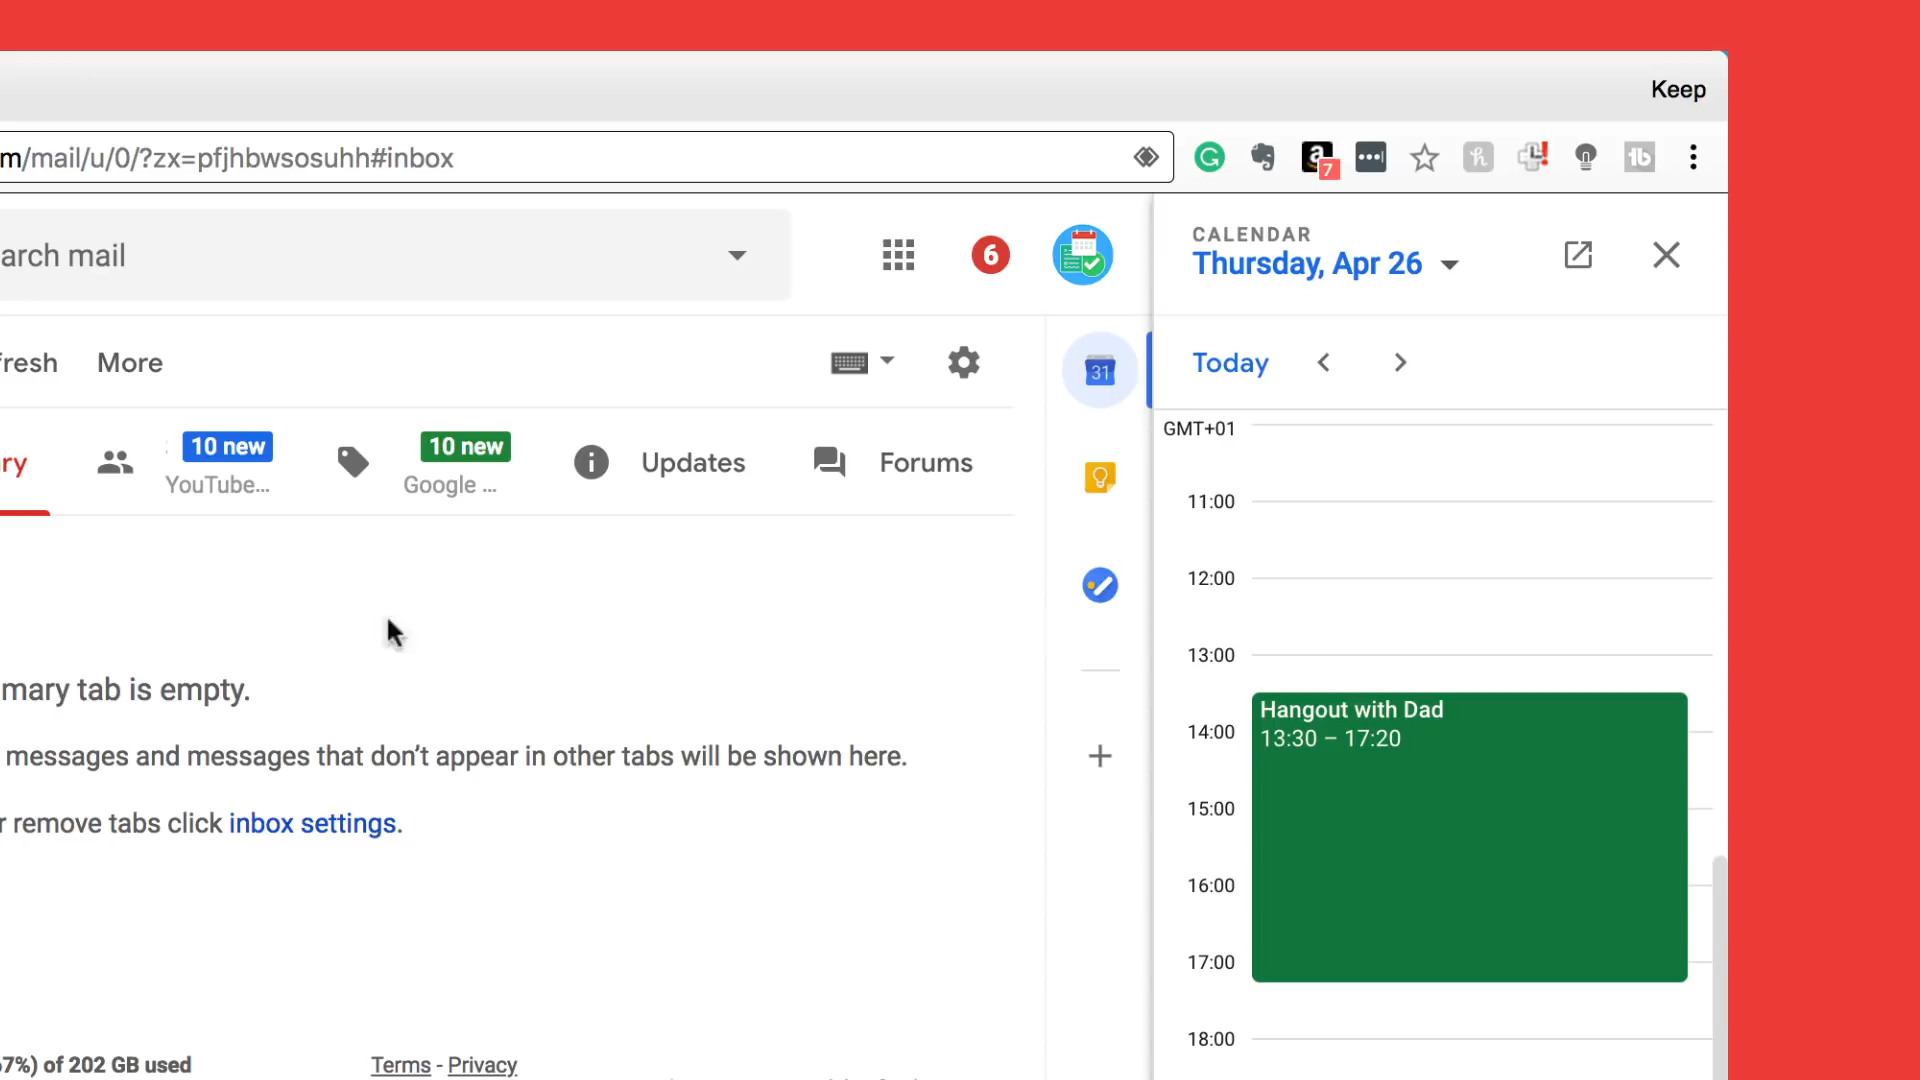 Keep
m/mail/u/0/?zx=pfjhbwsosuhh#inbox
a
7
h
tb
arch mail
6
CALENDAR
Thursday, Apr 26
fresh
More
31
Today
ry
10 new
YouTube...
10 new
Google ...
Updates
Forums
GMT+01
11:00
12:00
13:00
14:00
15:00
16:00
17:00
18:00
Hangout with Dad
13:30 – 17:20
mary tab is empty.
messages and messages that don’t appear in other tabs will be shown here.
r remove tabs click inbox settings.
67%) of 202 GB used
Terms - Privacy